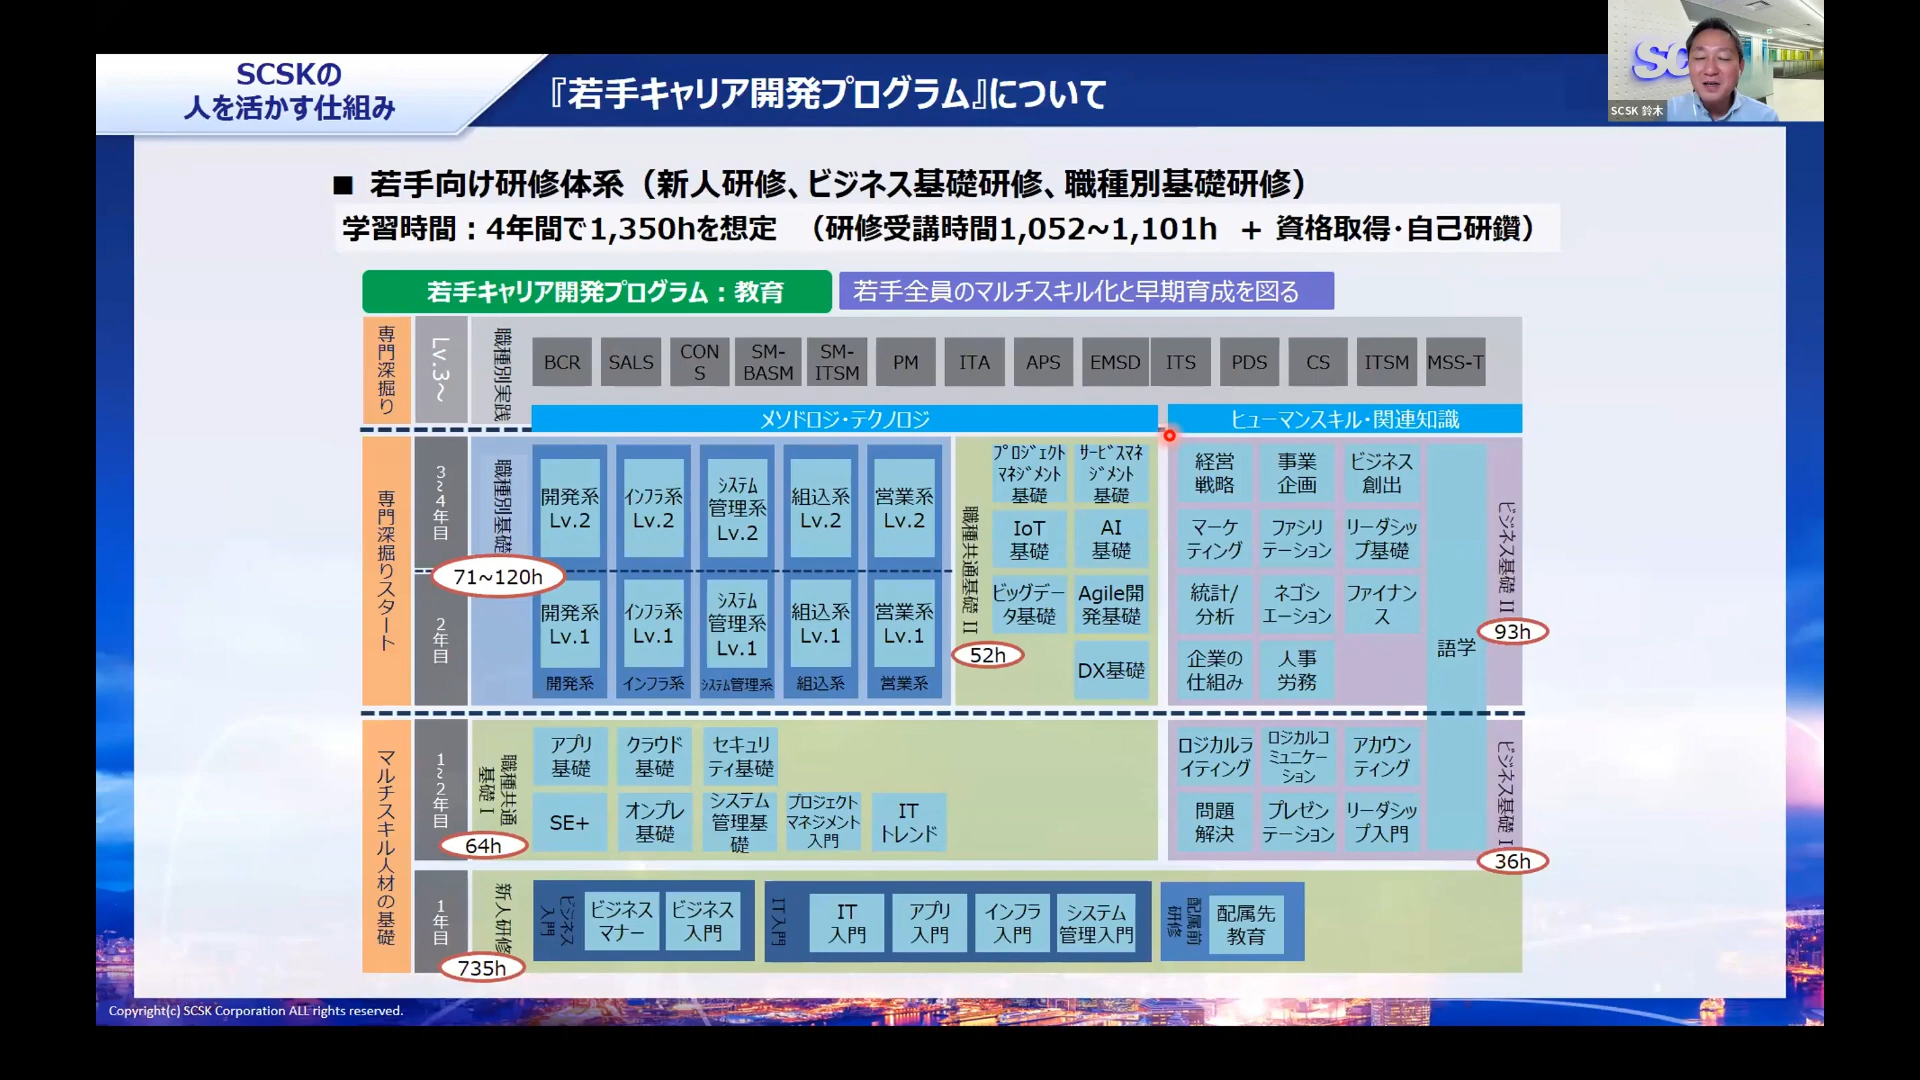 SCSKの
人を活かす仕組み
『若手キャリア開発プログラム』について
SC
SCSK 鈴木
■ 若手向け研修体系（新人研修、ビジネス基礎研修、職種別基礎研修）
学習時間：4年間で1,350hを想定　（研修受講時間1,052~1,101h ＋ 資格取得・自己研鑽）
若手キャリア開発プログラム：教育
若手全員のマルチスキル化と早期育成を図る
専門深掘り
Lv.3~
職種別実践
BCR
SALS
CON
S
SM-
BASM
SM-
ITSM
PM
ITA
APS
EMSD
ITS
PDS
CS
ITSM
MSS-T
メソドロジ・テクノロジ
ヒューマンスキル・関連知識
専門深掘りスタート
3~4年目
職種別基礎
開発系
Lv.2
インフラ系
Lv.2
システム
管理系
Lv.2
組込系
Lv.2
営業系
Lv.2
71~120h
2年目
開発系
Lv.1
インフラ系
Lv.1
システム
管理系
Lv.1
組込系
Lv.1
営業系
Lv.1
開発系
インフラ系
システム管理系
組込系
営業系
職種共通基礎 II
52h
プロジェクト
マネジメント
基礎
サービスマネ
ジメント
基礎
IoT
基礎
AI
基礎
ビッグデー
タ基礎
Agile開
発基礎
DX基礎
経営
戦略
事業
企画
ビジネス
創出
マーケ
ティング
ファシリ
テーション
リーダシッ
プ基礎
統計/
分析
ネゴシ
エーション
ファイナン
ス
企業の
仕組み
人事
労務
語学
ビジネス基礎 II
93h
マルチスキル人材の基礎
1~2年目
職種共通
基礎 I
64h
アプリ
基礎
クラウド
基礎
セキュリ
ティ基礎
SE+
オンプレ
基礎
システム
管理基
礎
プロジェクト
マネジメント
入門
IT
トレンド
ロジカルラ
イティング
ロジカルコ
ミュニケー
ション
アカウン
ティング
問題
解決
プレゼン
テーション
リーダシッ
プ入門
ビジネス基礎 I
36h
1年目
新人研修
735h
ビジネス
入門
ビジネス
マナー
ビジネス
入門
IT入門
IT
入門
アプリ
入門
インフラ
入門
システム
管理入門
配属前
研修
配属先
教育
Copyright(c) SCSK Corporation ALL rights reserved.